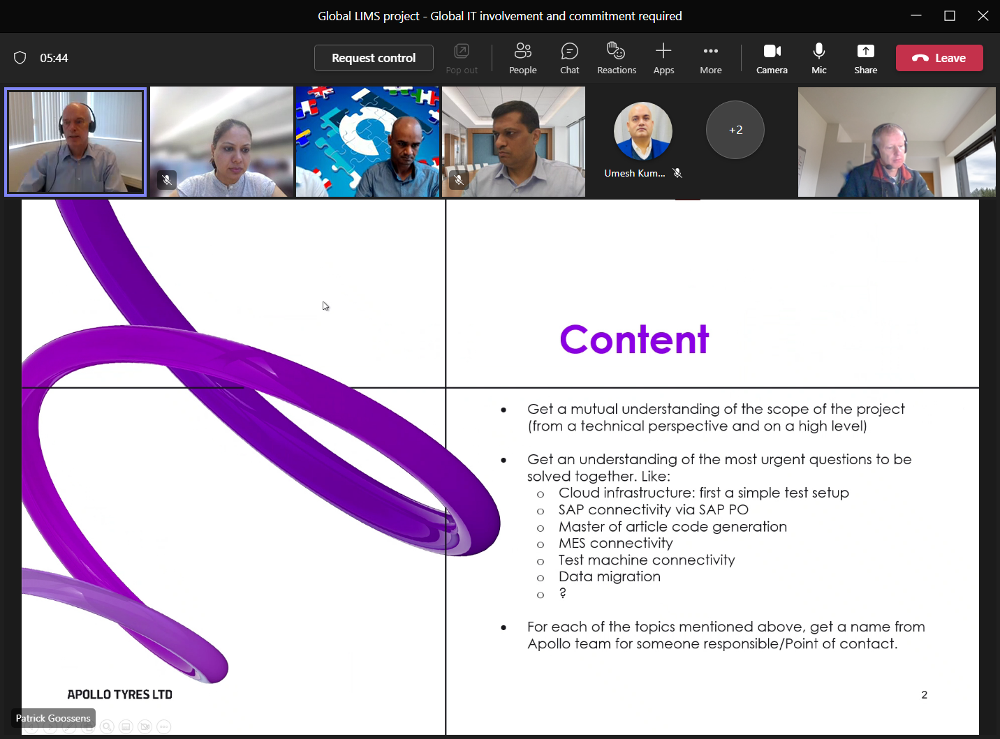 Global LIMS project - Global IT involvement and commitment required
05:44
Request control
Pop out
People
Chat
Reactions
Apps
More
Camera
Mic
Share
Leave
Umesh Kum...
+2
Content
• Get a mutual understanding of the scope of the project
(from a technical perspective and on a high level)
• Get an understanding of the most urgent questions to be
solved together. Like:
o Cloud infrastructure: first a simple test setup
o SAP connectivity via SAP PO
o Master of article code generation
o MES connectivity
o Test machine connectivity
o Data migration
o ?
• For each of the topics mentioned above, get a name from
Apollo team for someone responsible/Point of contact.
APOLLO TYRES LTD
2
Patrick Goossens